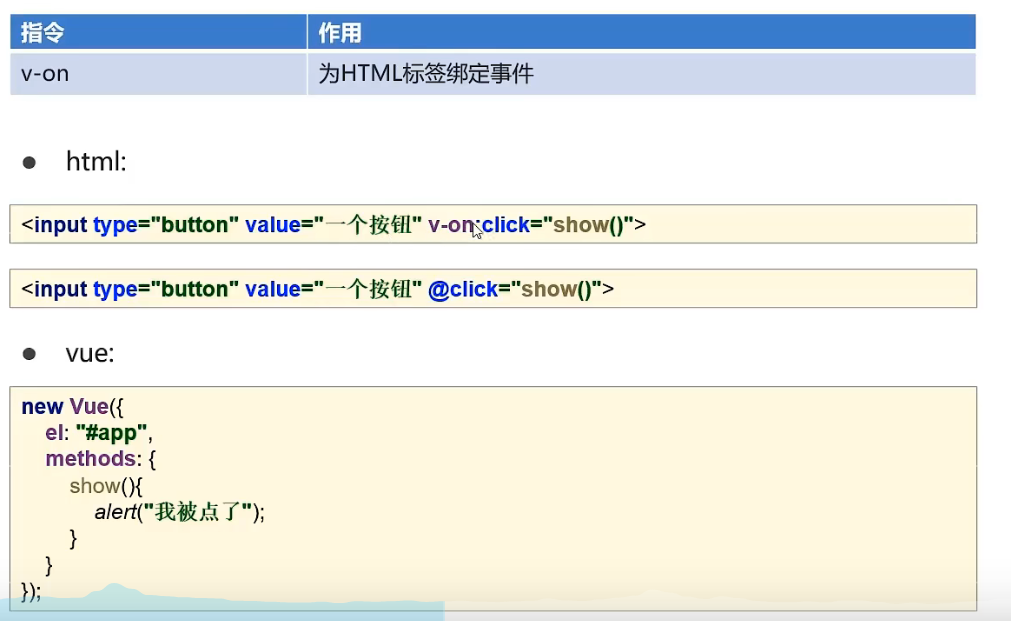 指令 作用
v-on 为HTML标签绑定事件
● html:
<input type="button" value="一个按钮" v-on:click="show()">
<input type="button" value="一个按钮" @click="show()">
● vue:
new Vue({
el: "#app",
methods: {
show(){
alert("我被点了");
}
}
});